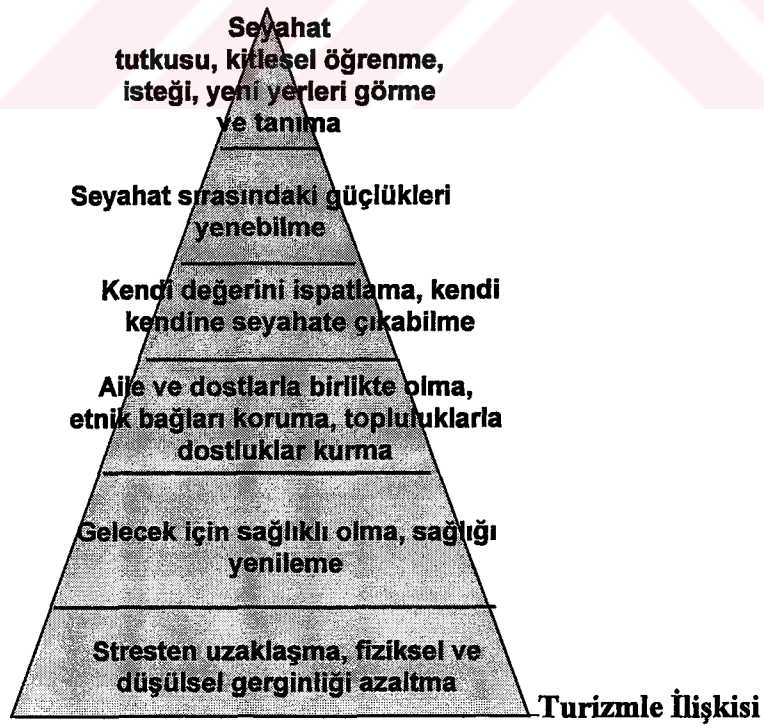 Seyahat
tutkusu, kitlesel öğrenme,
isteği, yeni yerleri görme
ve tanıma
Seyahat sırasındaki güçlükleri
yenebilme
Kendi değerini ispatlama, kendi
kendine seyahate çıkabilme
Aile ve dostlarla birlikte olma,
etnik bağları koruma, topluluklarla
dostluklar kurma
Gelecek için sağlıklı olma, sağlığı
yenileme
Stresten uzaklaşma, fiziksel ve
düşülsel gerginliği azaltma
Turizmle İlişkisi